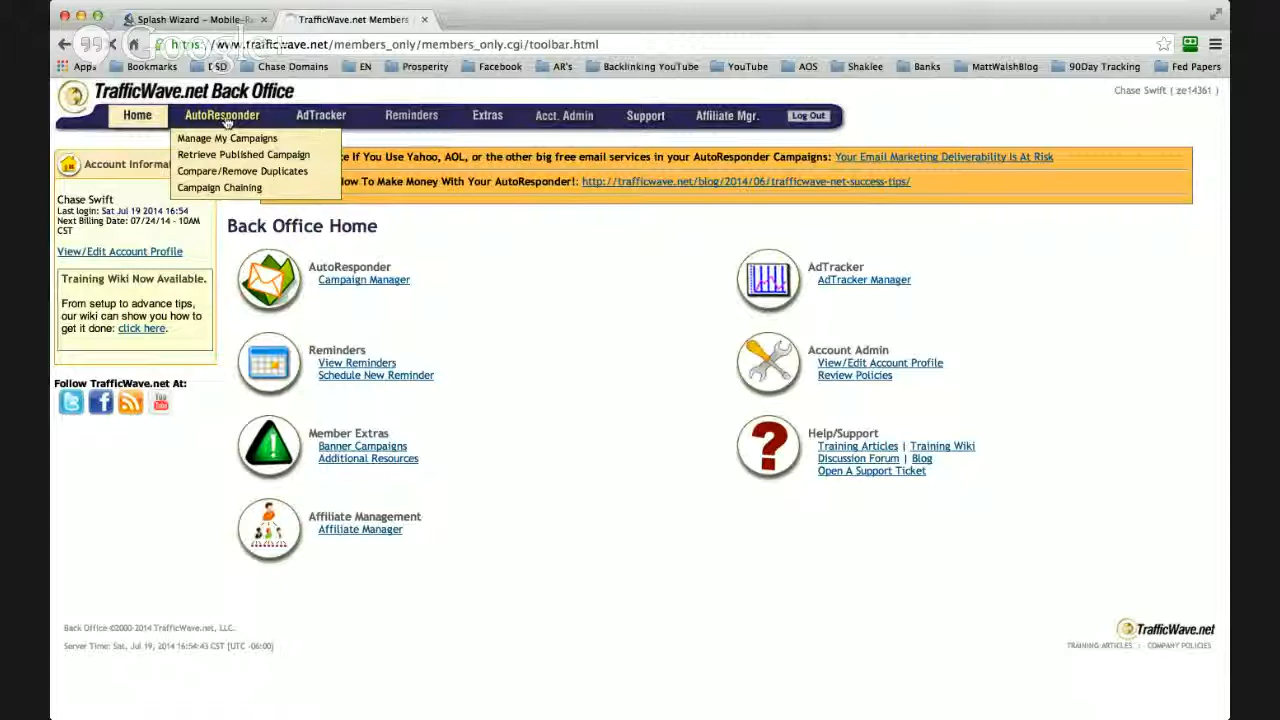 Splash Wizard - Mobile-R
TrafficWave.net Members
https://www.trafficwave.net/members_only/members_only.cgi/toolbar.html
Google+
Apps Bookmarks [ SD Chase Domains EN Prosperity Facebook AR's Backlinking YouTube YouTube AOS Shaklee Banks MattWalshBlog 90Day Tracking Fed Papers
TrafficWave.net Back Office
Chase Swift ( ze14361 )
Home AutoResponder AdTracker Reminders Extras Acct. Admin Support Affiliate Mgr. Log Out
Manage My Campaigns
Retrieve Published Campaign
Compare/Remove Duplicates
Campaign Chaining
If You Use Yahoo, AOL, or the other big free email services in your AutoResponder Campaigns: Your Email Marketing Deliverability Is At Risk
How To Make Money With Your AutoResponder!: http://trafficwave.net/blog/2014/06/trafficwave-net-success-tips/
Account Informa
Chase Swift
Last login: Sat Jul 19 2014 16:54
Next Billing Date: 07/24/14 - 10AM
CST
View/Edit Account Profile
Training Wiki Now Available.
From setup to advance tips,
our wiki can show you how to
get it done: click here.
Follow TrafficWave.net At:
You
Tube
Back Office Home
AutoResponder
Campaign Manager
AdTracker
AdTracker Manager
Reminders
View Reminders
Schedule New Reminder
Account Admin
View/Edit Account Profile
Review Policies
Member Extras
Banner Campaigns
Additional Resources
Help/Support
Training Articles | Training Wiki
Discussion Forum | Blog
Open A Support Ticket
Affiliate Management
Affiliate Manager
Back Office ©2000-2014 TrafficWave.net, LLC.
Server Time: Sat, Jul 19, 2014 16:54:43 CST [UTC -06:00]
TrafficWave.net
TRAINING ARTICLES : COMPANY POLICIES